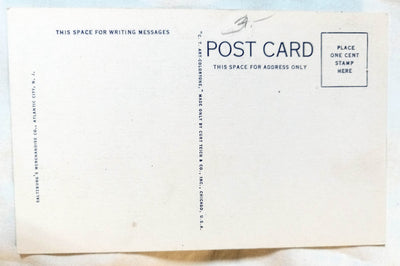 3.-
THIS SPACE FOR WRITING MESSAGES
POST CARD
THIS SPACE FOR ADDRESS ONLY
PLACE
ONE CENT
STAMP
HERE
SALTZBURG'S MERCHANDISE CO., ATLANTIC CITY, N. J.
"C. T. ART-COLORTONE," MADE ONLY BY CURT TEICH & CO., INC., CHICAGO, U.S.A.